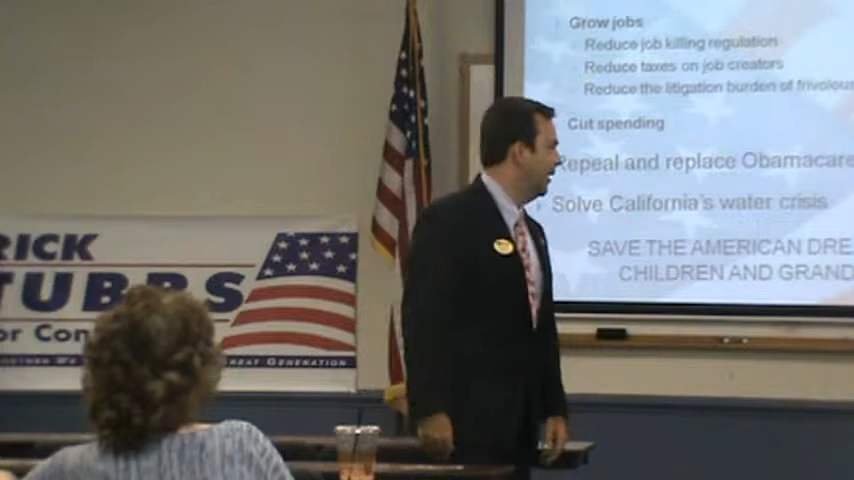 Grow jobs
Reduce job killing regulation
Reduce taxes on job creators
Reduce the litigation burden of frivolous
Cut spending
Repeal and replace Obamacare
Solve California's water crisis
SAVE THE AMERICAN DREA
CHILDREN AND GRAND
RICK
TUBBS
or Con
GREAT GENERATION